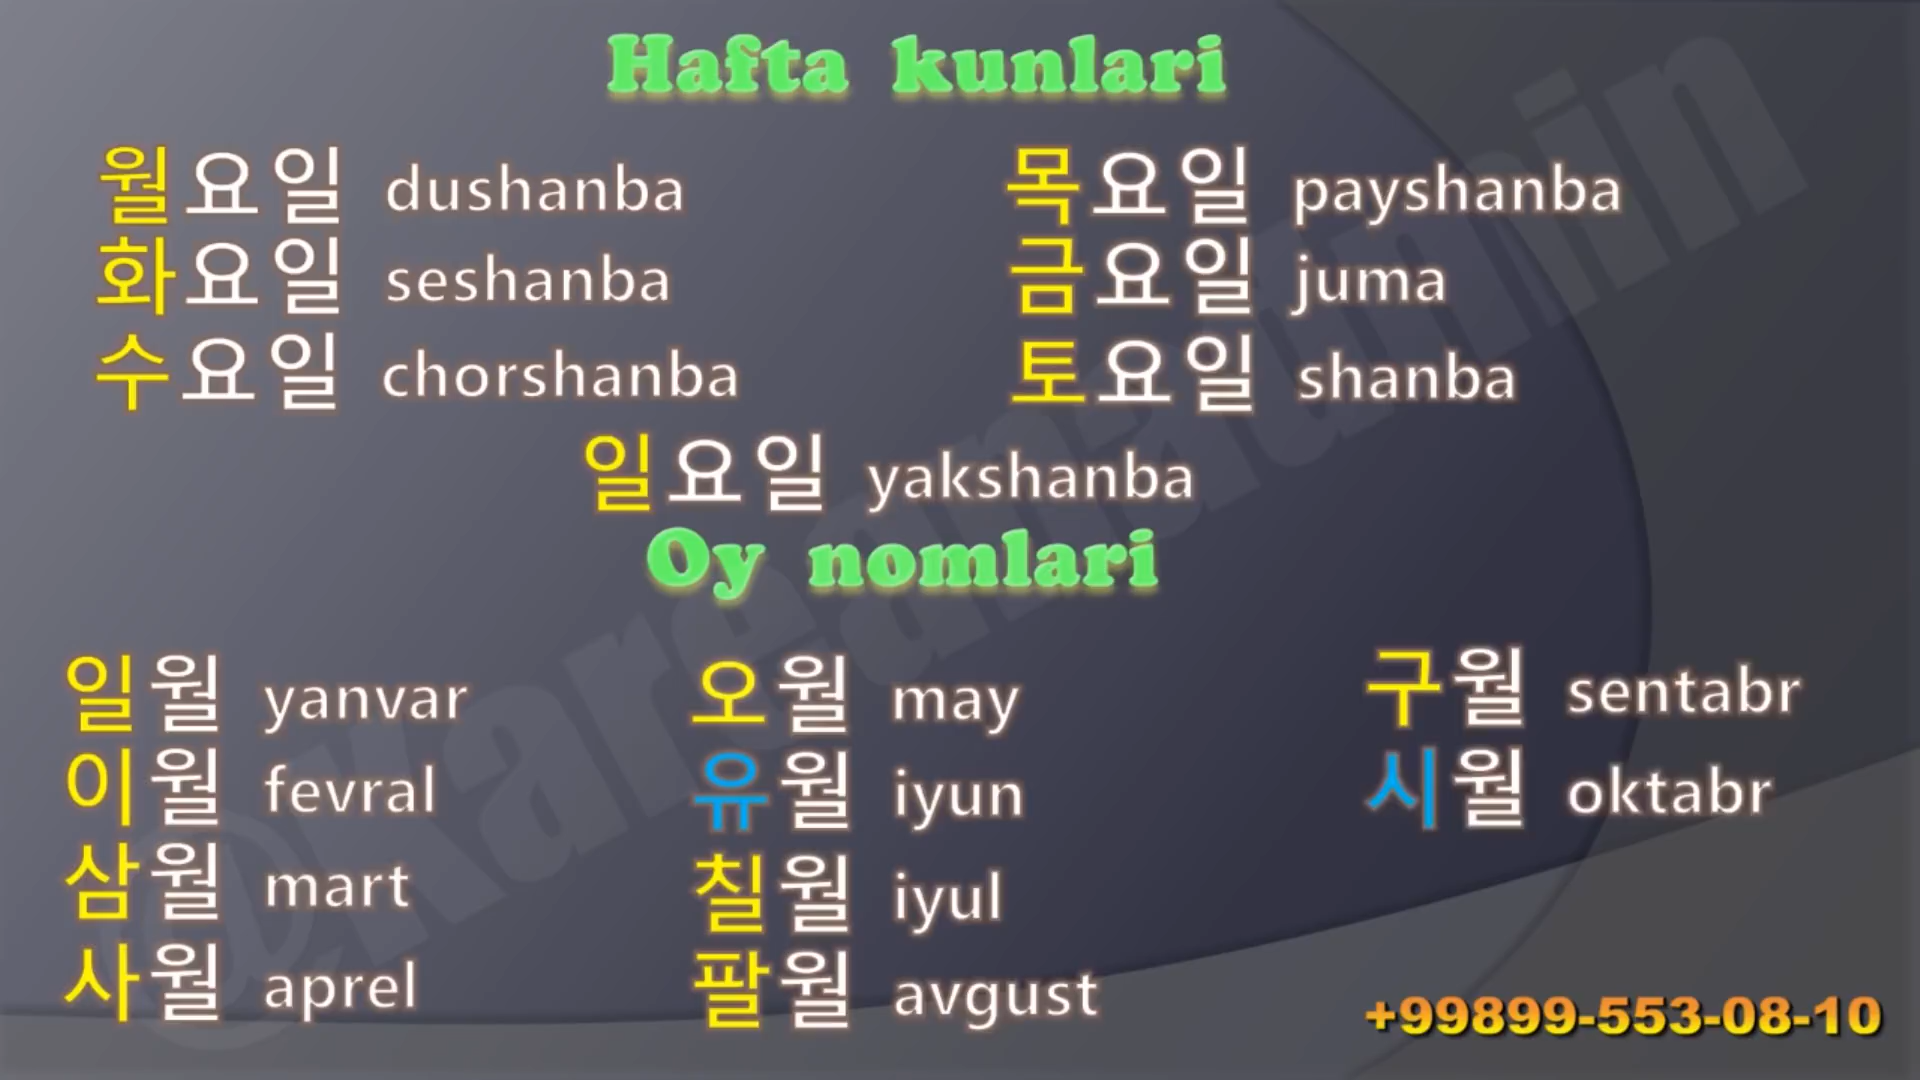 Hafta kunlari
월요일 dushanba
화요일 seshanba
수요일 chorshanba
목요일 payshanba
금요일 juma
토요일 shanba
일요일 yakshanba
Oy nomlari
일월 yanvar
이월 fevral
삼월 mart
사월 aprel
오월 may
유월 iyun
칠월 iyul
팔월 avgust
구월 sentabr
시월 oktabr
+99899-553-08-10